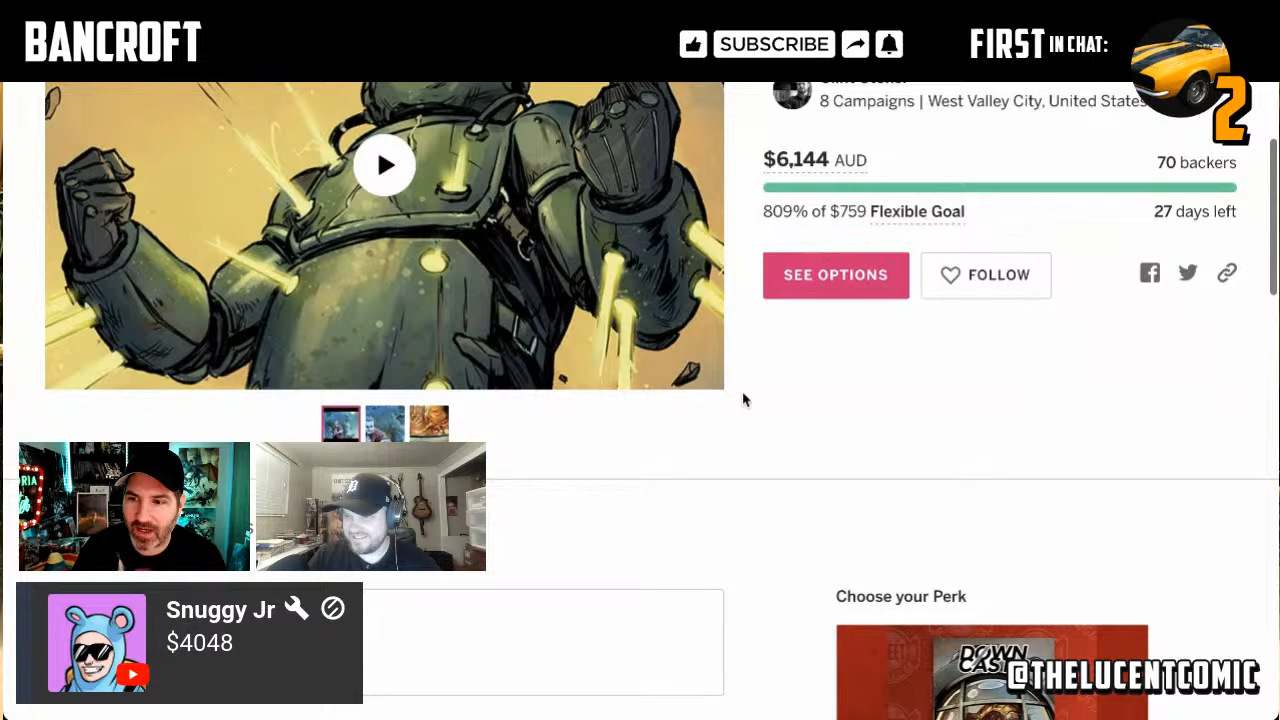 BANCROFT
SUBSCRIBE
FIRST IN CHAT:
2
8 Campaigns | West Valley City, United States
$6,144 AUD
70 backers
809% of $759 Flexible Goal
27 days left
SEE OPTIONS
FOLLOW
Snuggy Jr
$4048
Choose your Perk
DOWN
CAST
@THELUCENTCOMIC